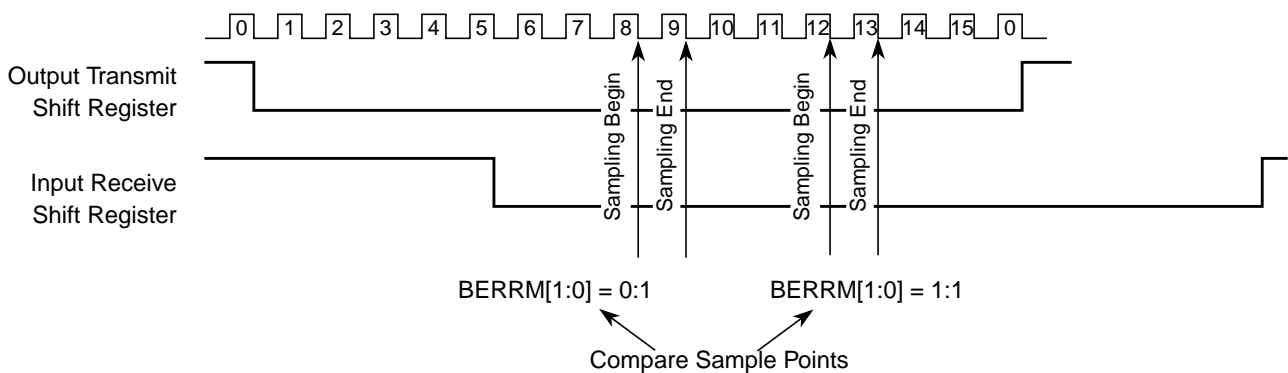 0 1 2 3 4 5 6 7 8 9 10 11 12 13 14 15 0
Output Transmit
Shift Register
Input Receive
Shift Register
Sampling Begin
Sampling End
Sampling Begin
Sampling End
BERRM[1:0] = 0:1
BERRM[1:0] = 1:1
Compare Sample Points